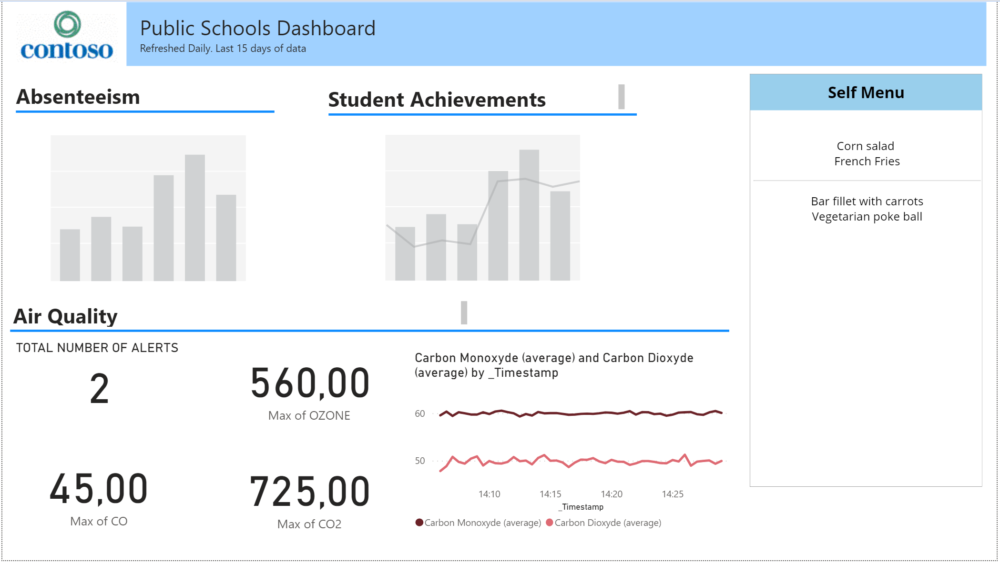 contoso
Public Schools Dashboard
Refreshed Daily. Last 15 days of data
Absenteeism
Student Achievements
Self Menu
Corn salad
French Fries
Bar fillet with carrots
Vegetarian poke ball
Air Quality
TOTAL NUMBER OF ALERTS
2
560,00
Max of OZONE
45,00
Max of CO
725,00
Max of CO2
Carbon Monoxyde (average) and Carbon Dioxyde
(average) by _Timestamp
60
50
14:10 14:15 14:20 14:25
_Timestamp
Carbon Monoxyde (average) Carbon Dioxyde (average)